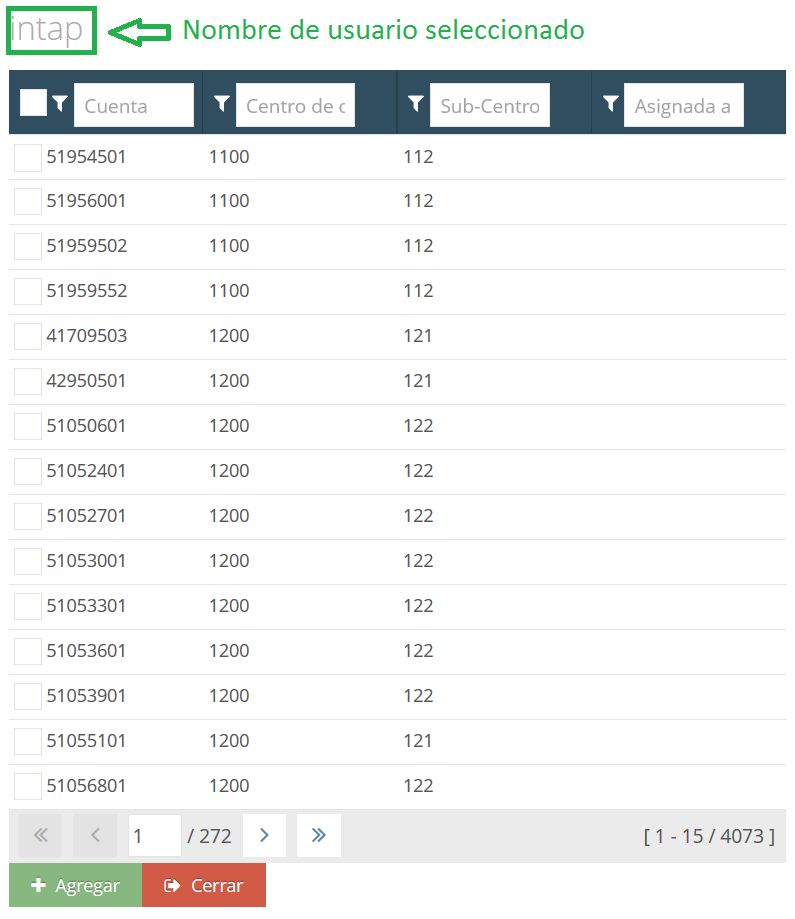 intap Nombre de usuario seleccionado
Cuenta Centro de c Sub-Centro Asignada a
51954501 1100 112
51956001 1100 112
51959502 1100 112
51959552 1100 112
41709503 1200 121
42950501 1200 121
51050601 1200 122
51052401 1200 122
51052701 1200 122
51053001 1200 122
51053301 1200 122
51053601 1200 122
51053901 1200 122
51055101 1200 121
51056801 1200 122
1 / 272 [ 1 - 15 / 4073 ]
Agregar Cerrar